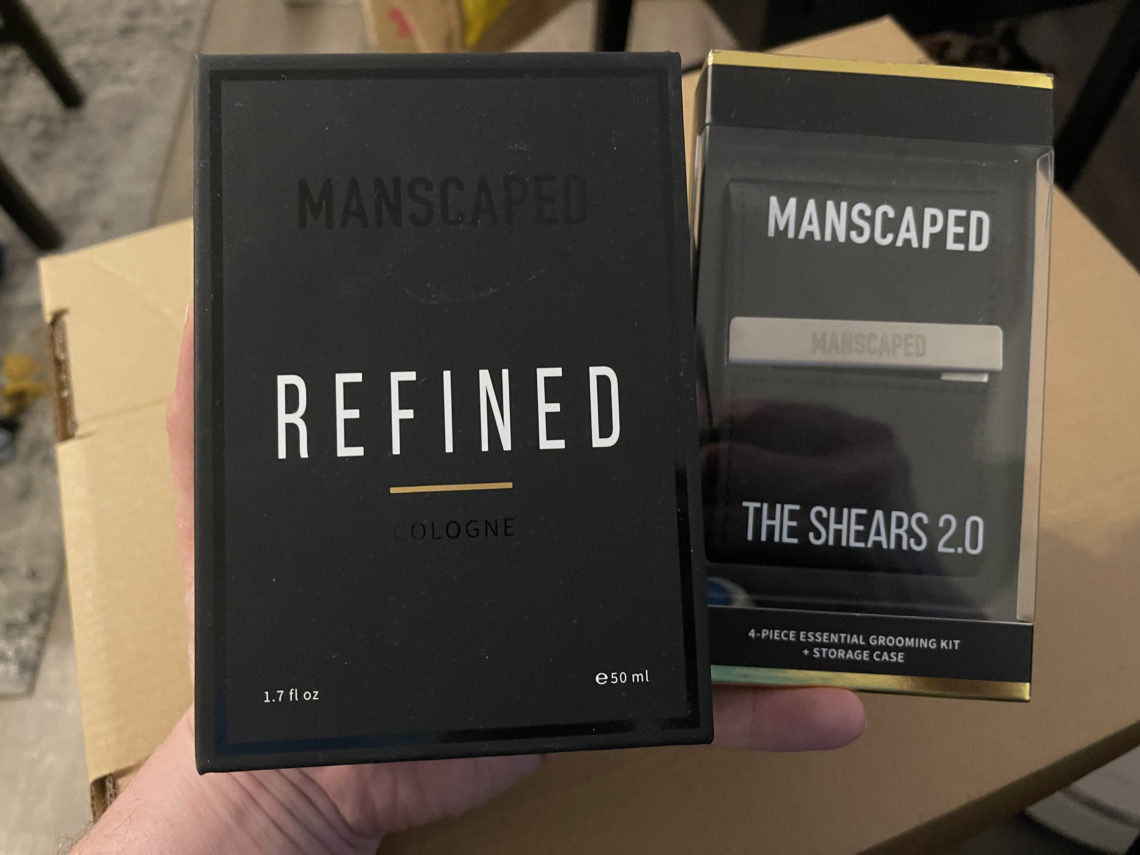 MANSCAPED
REFINED
COLOGNE
1.7 fl oz
℮50 ml
MANSCAPED
MANSCAPED
THE SHEARS 2.0
4-PIECE ESSENTIAL GROOMING KIT
+ STORAGE CASE